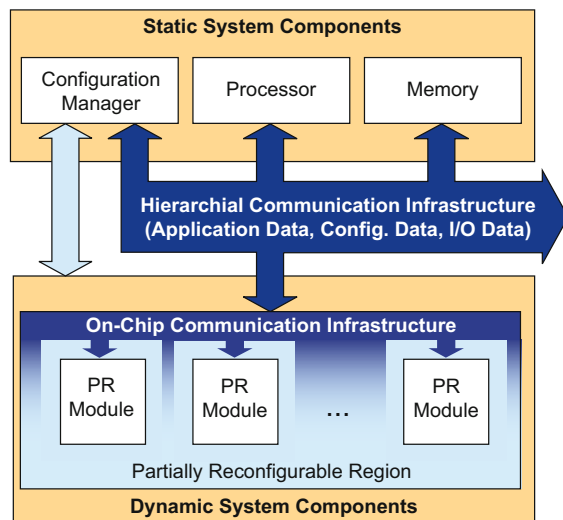 Static System Components
Configuration
Manager
Processor
Memory
Hierarchial Communication Infrastructure
(Application Data, Config. Data, I/O Data)
On-Chip Communication Infrastructure
PR
Module
PR
Module
...
PR
Module
Partially Reconfigurable Region
Dynamic System Components